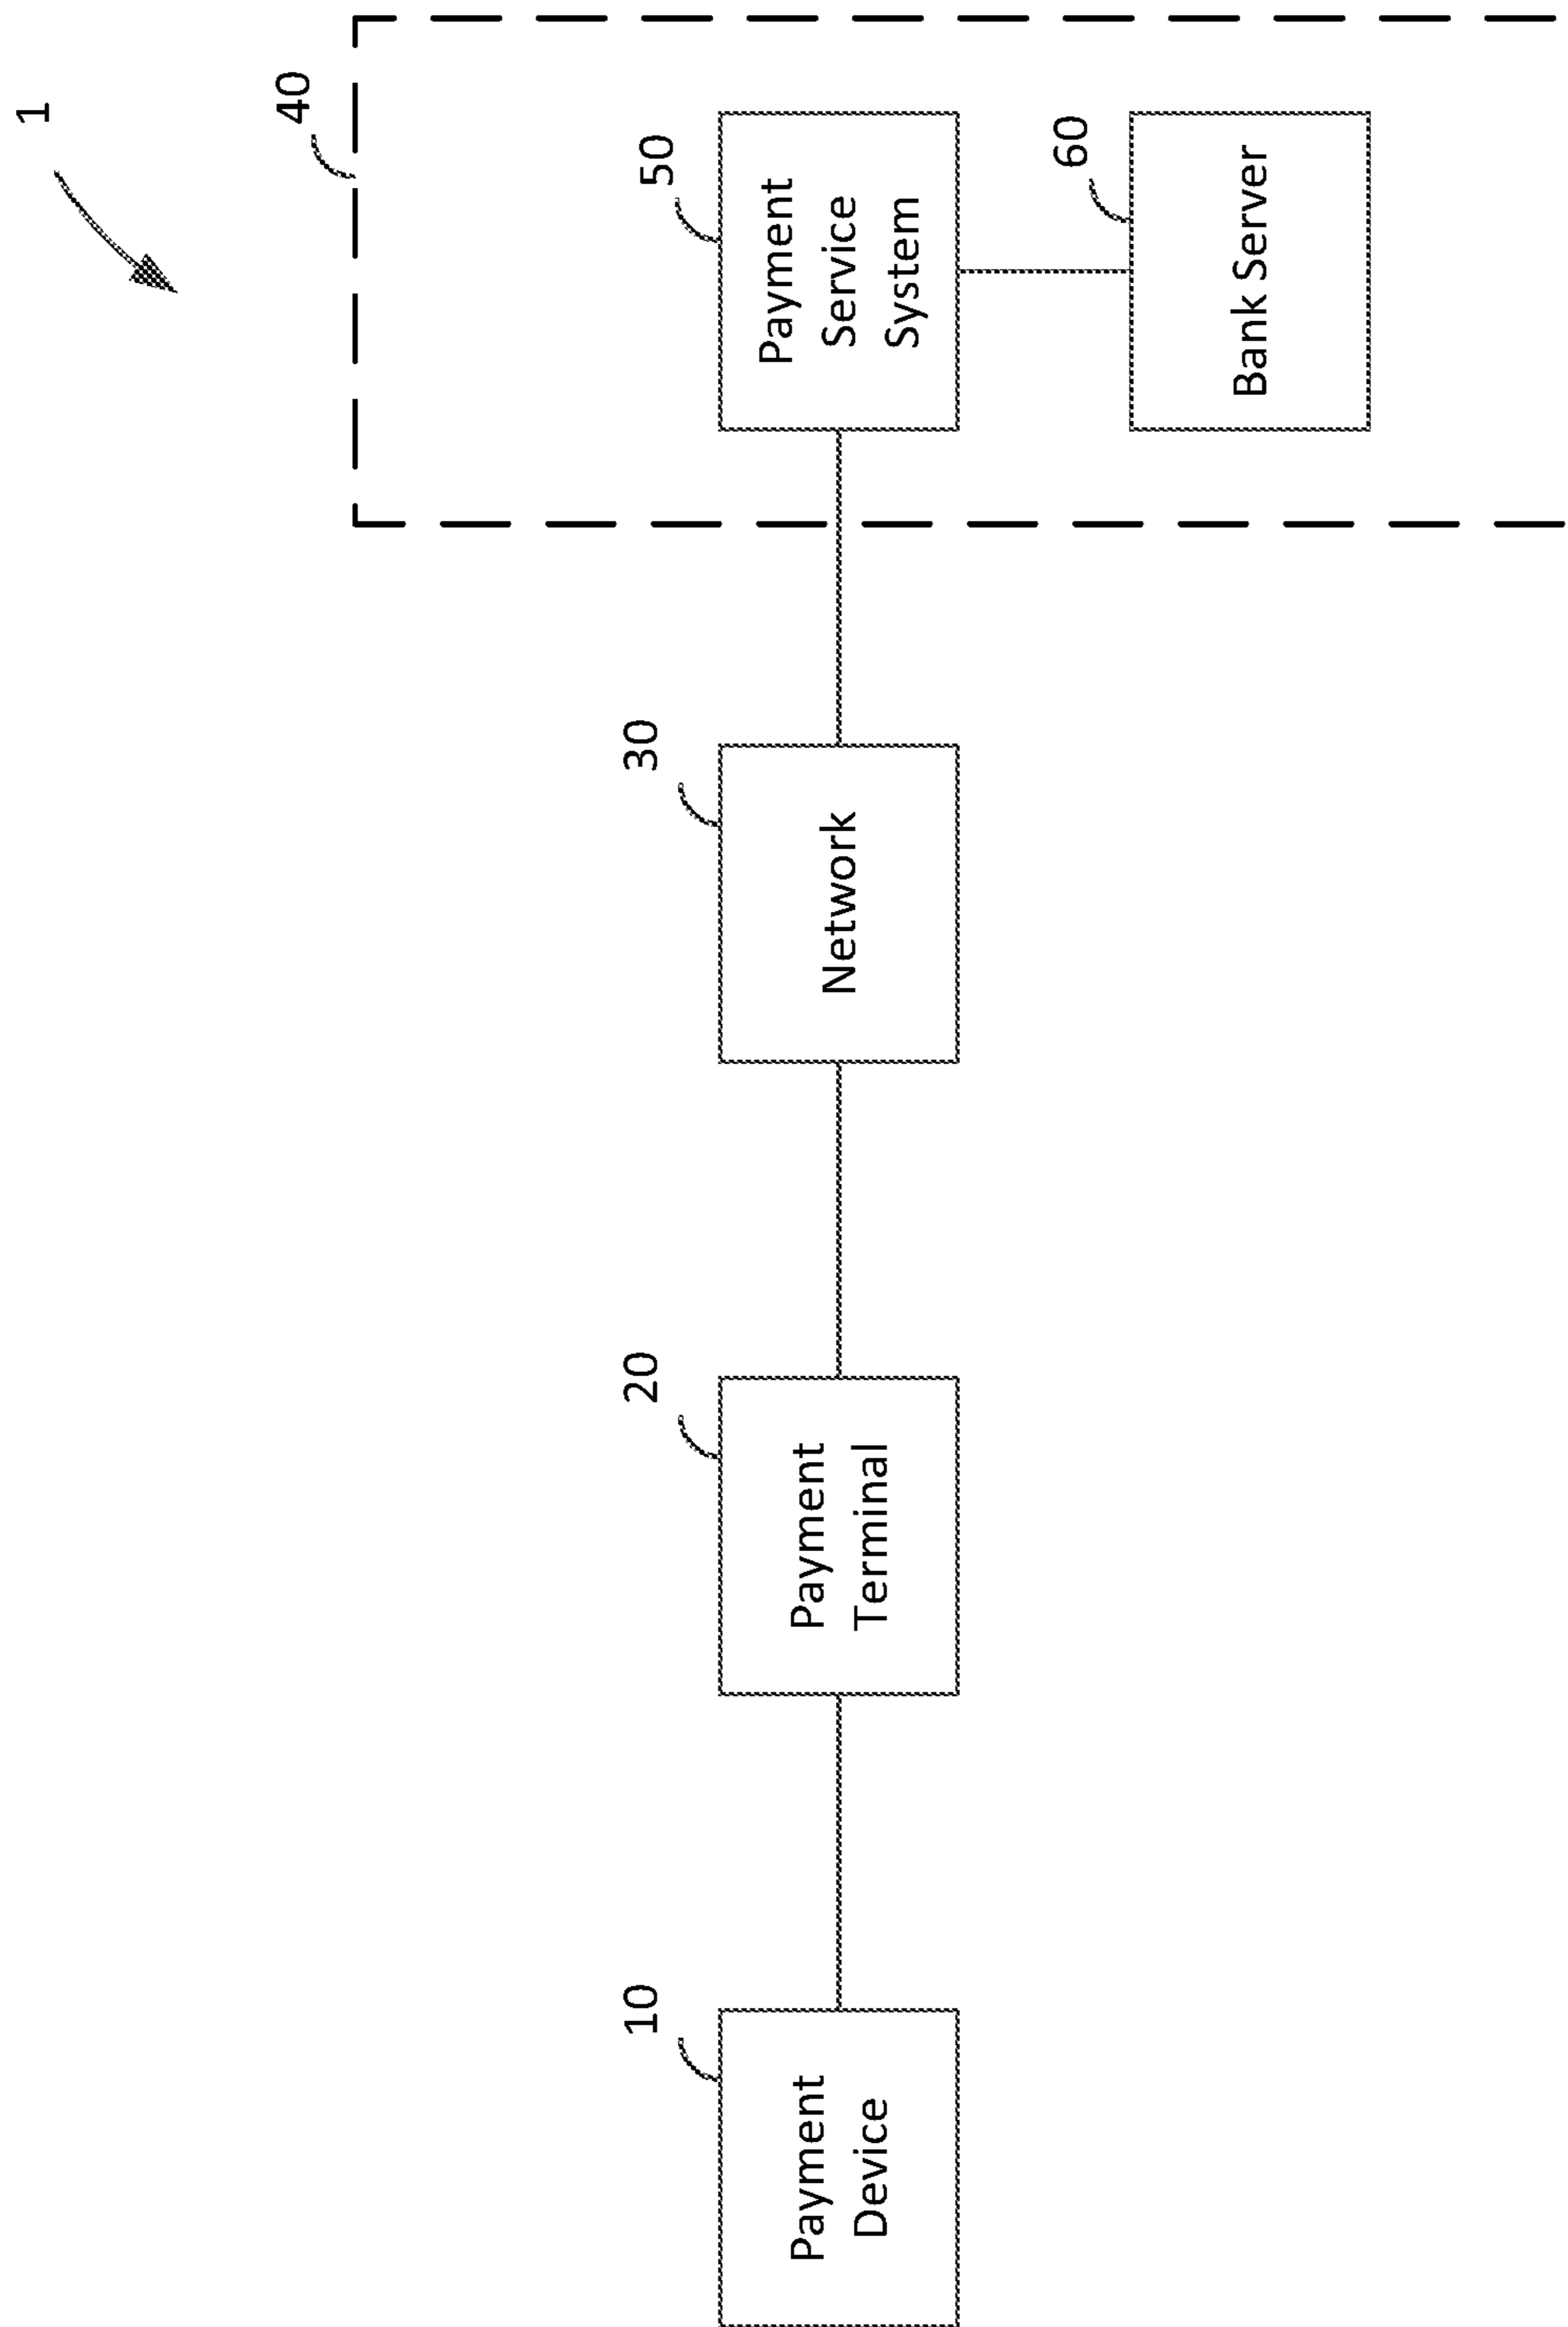 1
40
10
Payment
Device
20
Payment
Terminal
30
Network
50
Payment
Service
System
60
Bank Server